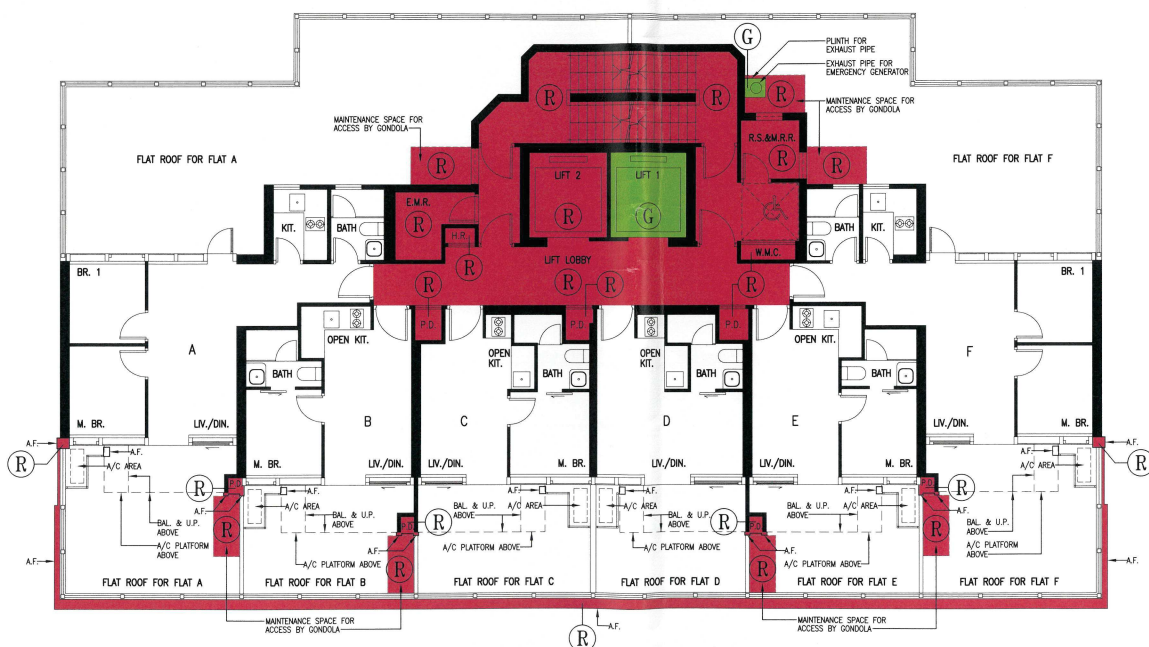 G
PLINTH FOR
EXHAUST PIPE
EXHAUST PIPE FOR
EMERGENCY GENERATOR
MAINTENANCE SPACE FOR
ACCESS BY GONDOLA
R
R
R
MAINTENANCE SPACE FOR
ACCESS BY GONDOLA
R.S.&M.R.R.
R
R
R
FLAT ROOF FOR FLAT A
FLAT ROOF FOR FLAT F
LIFT 2
R
LIFT 1
G
E.M.R.
R
H.R.
R
KIT.
BATH
BATH
KIT.
W.M.C.
LIFT LOBBY
R
R
R
R
BR. 1
BR. 1
P.D.
P.D.
P.D.
OPEN KIT.
OPEN
KIT.
OPEN
KIT.
OPEN KIT.
A
F
BATH
BATH
BATH
BATH
B
C
D
E
M. BR.
LIV./DIN.
LIV./DIN.
M. BR.
M. BR.
LIV./DIN.
LIV./DIN.
M. BR.
LIV./DIN.
LIV./DIN.
M. BR.
A.F.
R
A.F.
A/C AREA
BAL. & U.P.
ABOVE
A/C PLATFORM
ABOVE
R
P.D.
A.F.
R
A.F.
A/C AREA
BAL. & U.P.
ABOVE
A/C PLATFORM ABOVE
P.D.
R
A.F.
R
A.F.
A/C AREA
BAL. & U.P.
ABOVE
A/C PLATFORM ABOVE
A.F.
A/C AREA
BAL. & U.P.
ABOVE
A/C PLATFORM ABOVE
R
P.D.
A.F.
R
A.F.
A/C AREA
BAL. & U.P.
ABOVE
A/C PLATFORM ABOVE
P.D.
R
A.F.
R
A.F.
A/C AREA
BAL. & U.P.
ABOVE
A/C PLATFORM
ABOVE
A.F.
R
A.F.
A.F.
FLAT ROOF FOR FLAT A
FLAT ROOF FOR FLAT B
FLAT ROOF FOR FLAT C
FLAT ROOF FOR FLAT D
FLAT ROOF FOR FLAT E
FLAT ROOF FOR FLAT F
MAINTENANCE SPACE FOR
ACCESS BY GONDOLA
R
A.F.
MAINTENANCE SPACE FOR
ACCESS BY GONDOLA